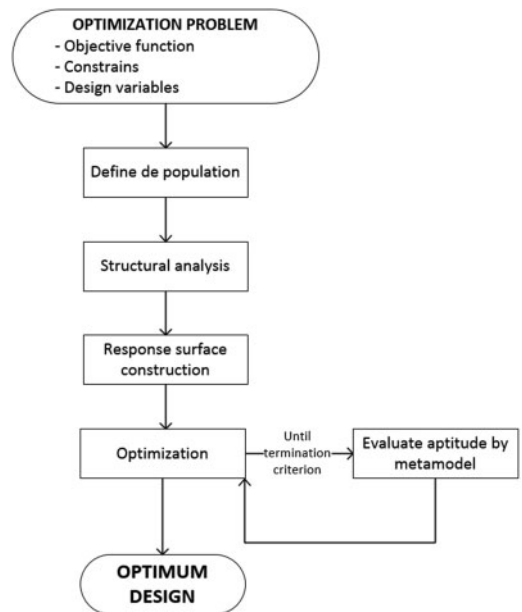 OPTIMIZATION PROBLEM
- Objective function
- Constrains
- Design variables
Define de population
Structural analysis
Response surface
construction
Optimization
Until
termination
criterion
Evaluate aptitude by
metamodel
OPTIMUM
DESIGN